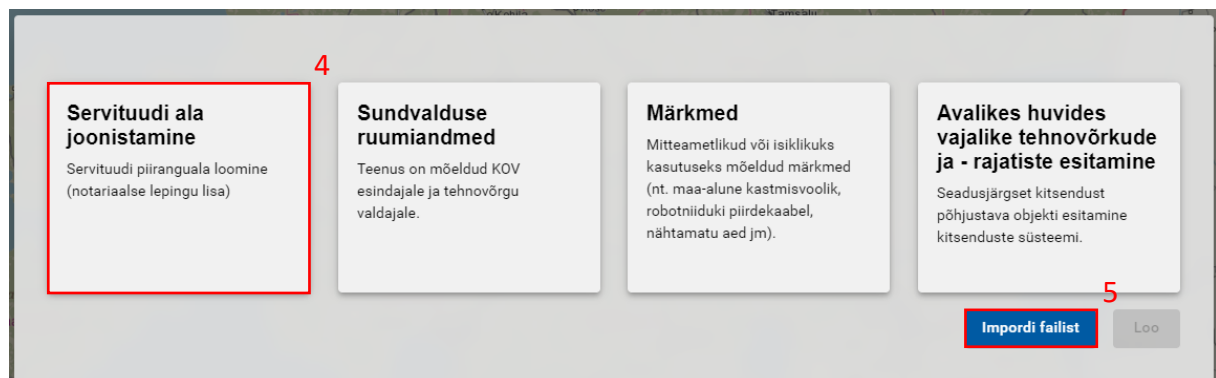 Kohila
Tamsalu
4
Servituudi ala
joonistamine
Servituudi piiranguala loomine
(notariaalse lepingu lisa)
Sundvalduse
ruumiandmed
Teenus on mõeldud KOV
esindajale ja tehnovõrgu
valdajale.
Märkmed
Mitteametlikud või isiklikuks
kasutuseks mõeldud märkmed
(nt. maa-alune kastmisvoolik,
robotniiduki piirdekaabel,
nähtamatu aed jm).
Avalikes huvides
vajalike tehnovõrkude
ja - rajatiste esitamine
Seadusjärgset kitsendust
põhjustava objekti esitamine
kitsenduste süsteemi.
5
Impordi failist
Loo